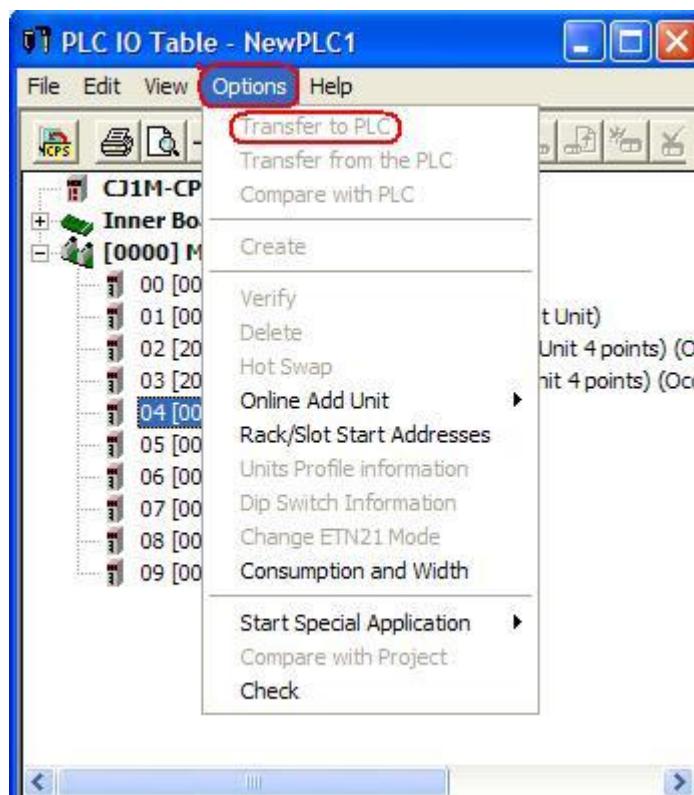 PLC IO Table - NewPLC1
File Edit View Options Help
CPS
Transfer to PLC
Transfer from the PLC
CJ1M-CP
Compare with PLC
Inner Bo
[0000] M
Create
00 [00
Verify
01 [00
t Unit)
Delete
02 [20
Unit 4 points) (O
Hot Swap
03 [20
nit 4 points) (Oc
Online Add Unit
04 [00
Rack/Slot Start Addresses
05 [00
Units Profile information
06 [00
Dip Switch Information
07 [00
Change ETN21 Mode
08 [00
Consumption and Width
09 [00
Start Special Application
Compare with Project
Check